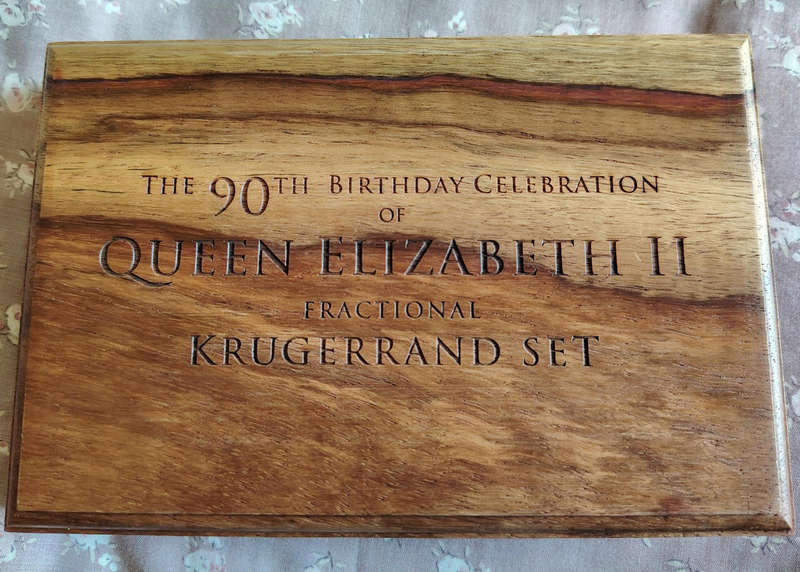 The 90th Birthday Celebration
of
Queen Elizabeth II
Fractional
Krugerrand Set